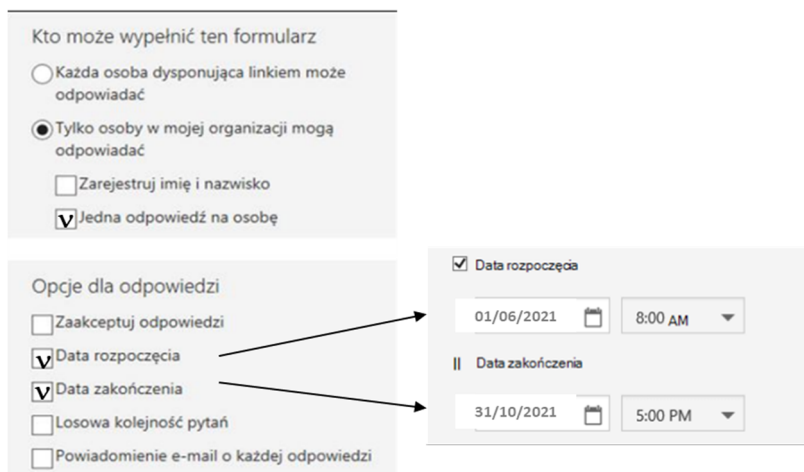 Kto może wypełnić ten formularz
Każda osoba dysponująca linkiem może
odpowiadać
Tylko osoby w mojej organizacji mogą
odpowiadać
Zarejestruj imię i nazwisko
v Jedna odpowiedź na osobę
Opcje dla odpowiedzi
Zaakceptuj odpowiedzi
v Data rozpoczęcia
v Data zakończenia
Losowa kolejność pytań
Powiadomienie e-mail o każdej odpowiedzi
Data rozpoczęcia
01/06/2021 8:00 AM
|| Data zakończenia
31/10/2021 5:00 PM